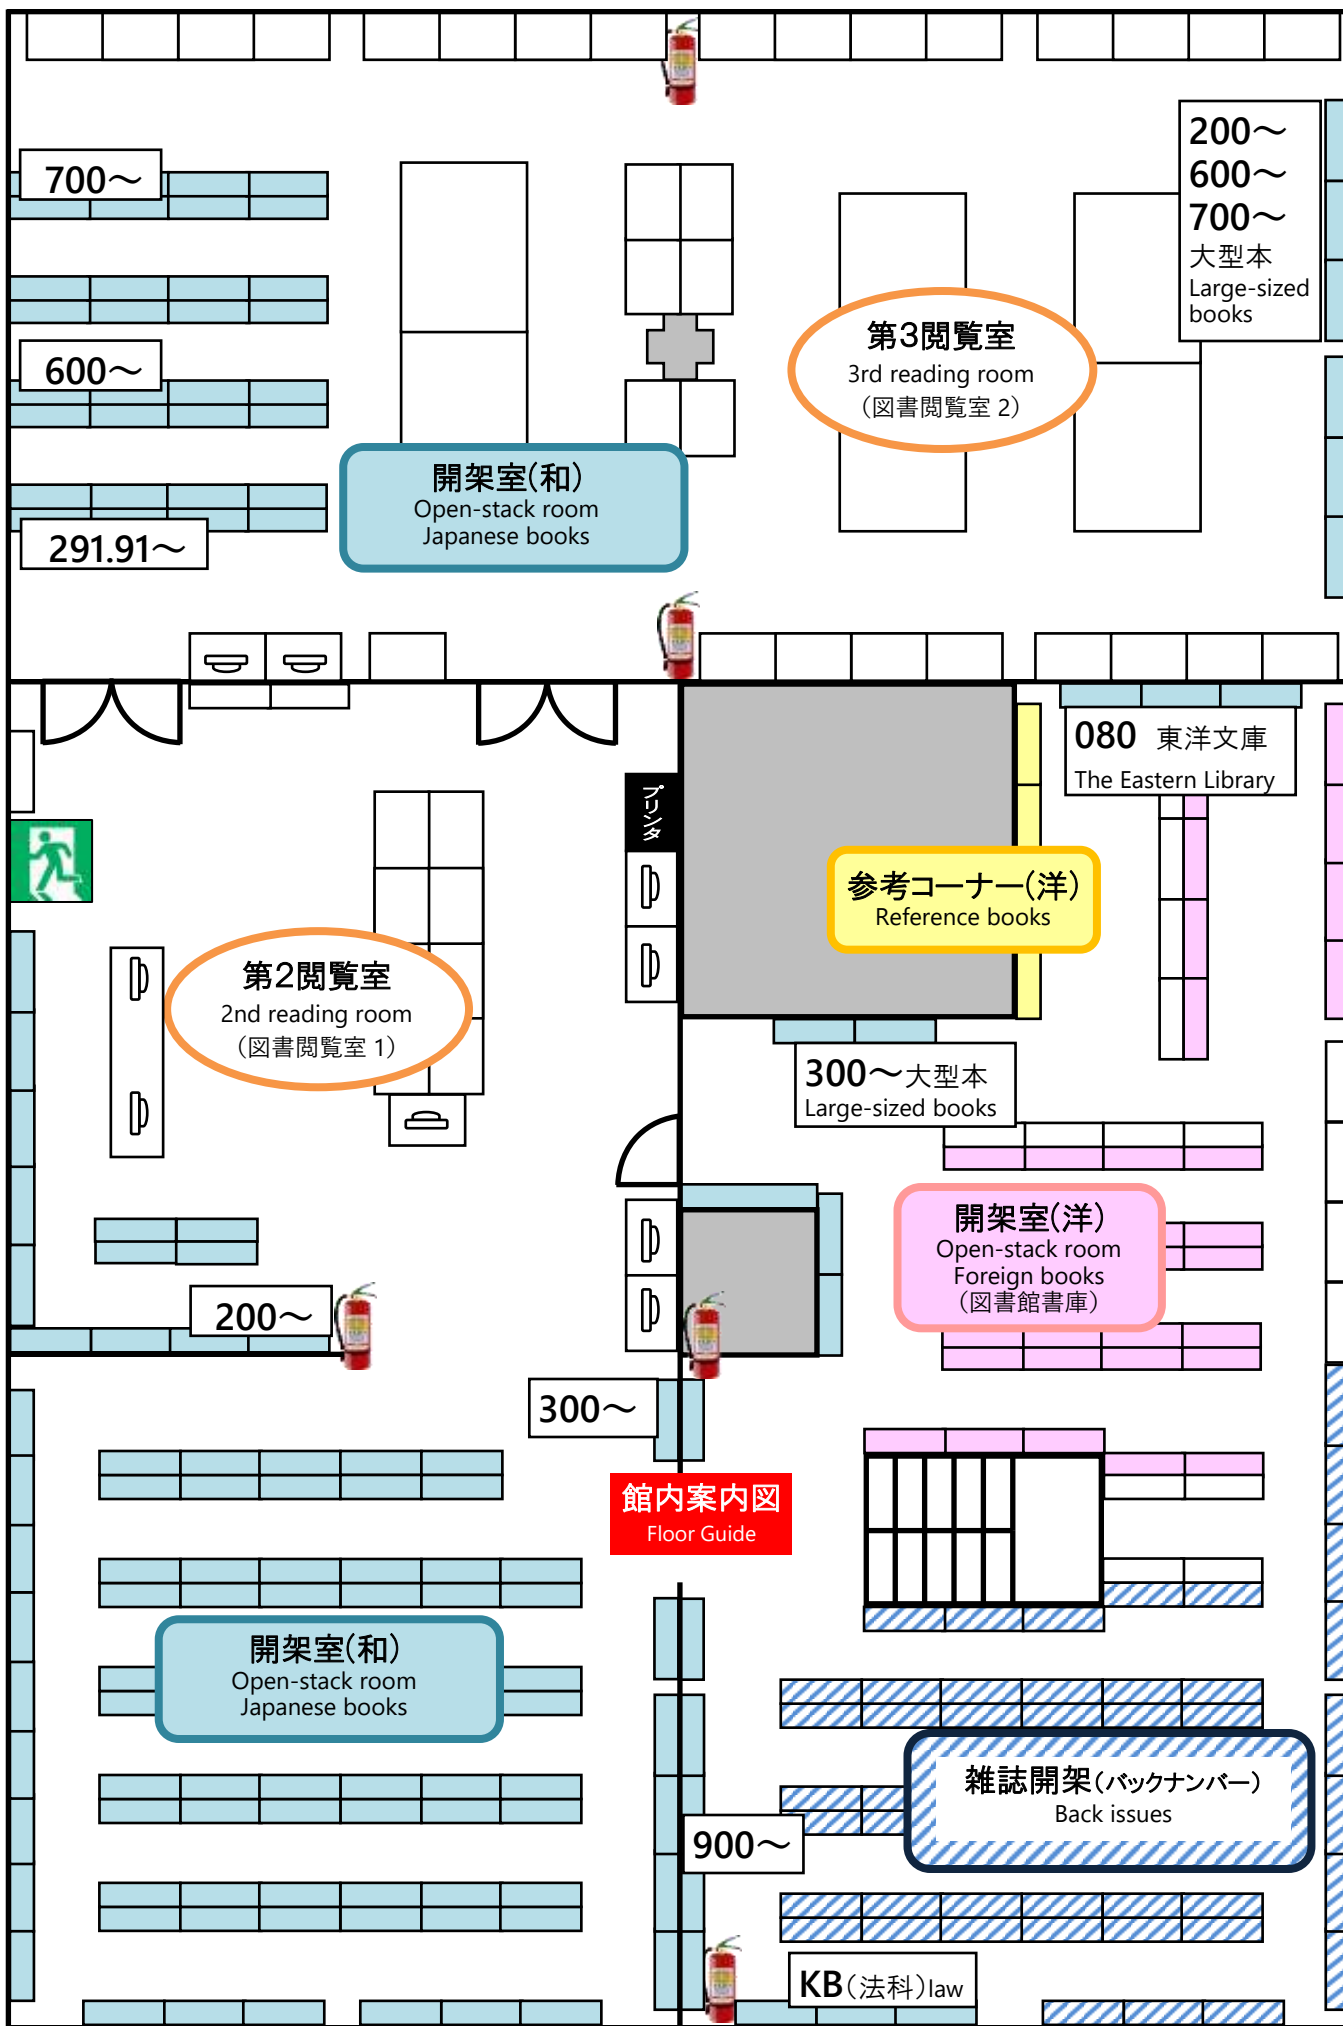 700～
600～
291.91～
開架室(和)
Open-stack room
Japanese books
第3閲覧室
3rd reading room
（図書閲覧室 2）
200～
600～
700～
大型本
Large-sized
books
プリンタ
080 東洋文庫
The Eastern Library
参考コーナー(洋)
Reference books
第2閲覧室
2nd reading room
（図書閲覧室 1）
300～大型本
Large-sized books
開架室(洋)
Open-stack room
Foreign books
（図書館書庫）
200～
300～
館内案内図
Floor Guide
開架室(和)
Open-stack room
Japanese books
雑誌開架(バックナンバー)
Back issues
900～
KB(法科)law